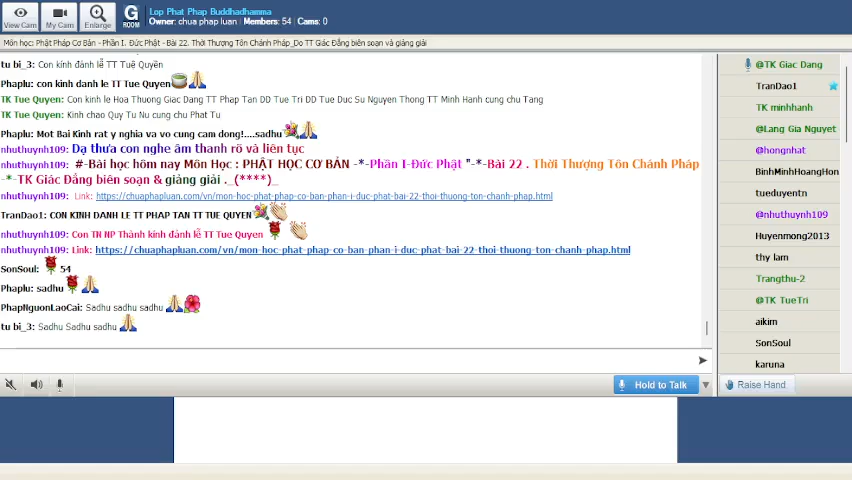 Lop Phat Phap Buddhadhamma
Owner: chua phap luan Members: 54 Cams: 0
View Cam
My Cam
Enlarge
G
ROOM
Môn học: Phật Pháp Cơ Bản - Phần I. Đức Phật - Bài 22. Thời Thượng Tôn Chánh Pháp_Do TT Giác Đẳng biên soạn và giảng giải
tu bi_3: Con kính đảnh lễ TT Tuệ Quyền
Phaplu: con kinh danh le TT Tue Quyen
TK Tue Quyen: Con kinh le Hoa Thuong Giac Dang TT Phap Tan DD Tue Tri DD Tue Duc Su Nguyen Thong TT Minh Hanh cung chu Tang
TK Tue Quyen: Kinh chao Quy Tu Nu cung chu Phat Tu
Phaplu: Mot Bai Kinh rat y nghia va vo cung cam dong!....sadhu
nhuthuynh109: Dạ thưa con nghe âm thanh rõ và liên tục
nhuthuynh109: #-Bài học hôm nay Môn Học : PHẬT HỌC CƠ BẢN -*-Phần I-Đức Phật "-*-Bài 22 . Thời Thượng Tôn Chánh Pháp
-*-TK Giác Đẳng biên soạn & giảng giải ._(****)_
nhuthuynh109: Link: https://chuaphapluan.com/vn/mon-hoc-phat-phap-co-ban-phan-i-duc-phat-bai-22-thoi-thuong-ton-chanh-phap.html
TranDao1: CON KINH DANH LE TT PHAP TAN TT TUE QUYEN
nhuthuynh109: Con TN NP Thành kính đảnh lễ TT Tue Quyen
nhuthuynh109: Link: https://chuaphapluan.com/vn/mon-hoc-phat-phap-co-ban-phan-i-duc-phat-bai-22-thoi-thuong-ton-chanh-phap.html
SonSoul: 54
Phaplu: sadhu
PhapNguonLaoCai: Sadhu sadhu sadhu
tu bi_3: Sadhu Sadhu sadhu
Hold to Talk
@TK Giac Dang
TranDao1
TK minhhanh
@Lang Gia Nguyet
@hongnhat
BinhMinhHoangHon
tueduyentn
@nhuthuynh109
Huyenmong2013
thy lam
Trangthu-2
@TK TueTri
aikim
SonSoul
karuna
Raise Hand